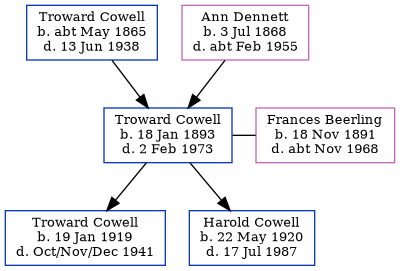 Troward Cowell
b. abt May 1865
d. 13 Jun 1938
Ann Dennett
b. 3 Jul 1868
d. abt Feb 1955
Troward Cowell
b. 18 Jan 1893
d. 2 Feb 1973
Frances Beerling
b. 18 Nov 1891
d. abt Nov 1968
Troward Cowell
b. 19 Jan 1919
d. Oct/Nov/Dec 1941
Harold Cowell
b. 22 May 1920
d. 17 Jul 1987